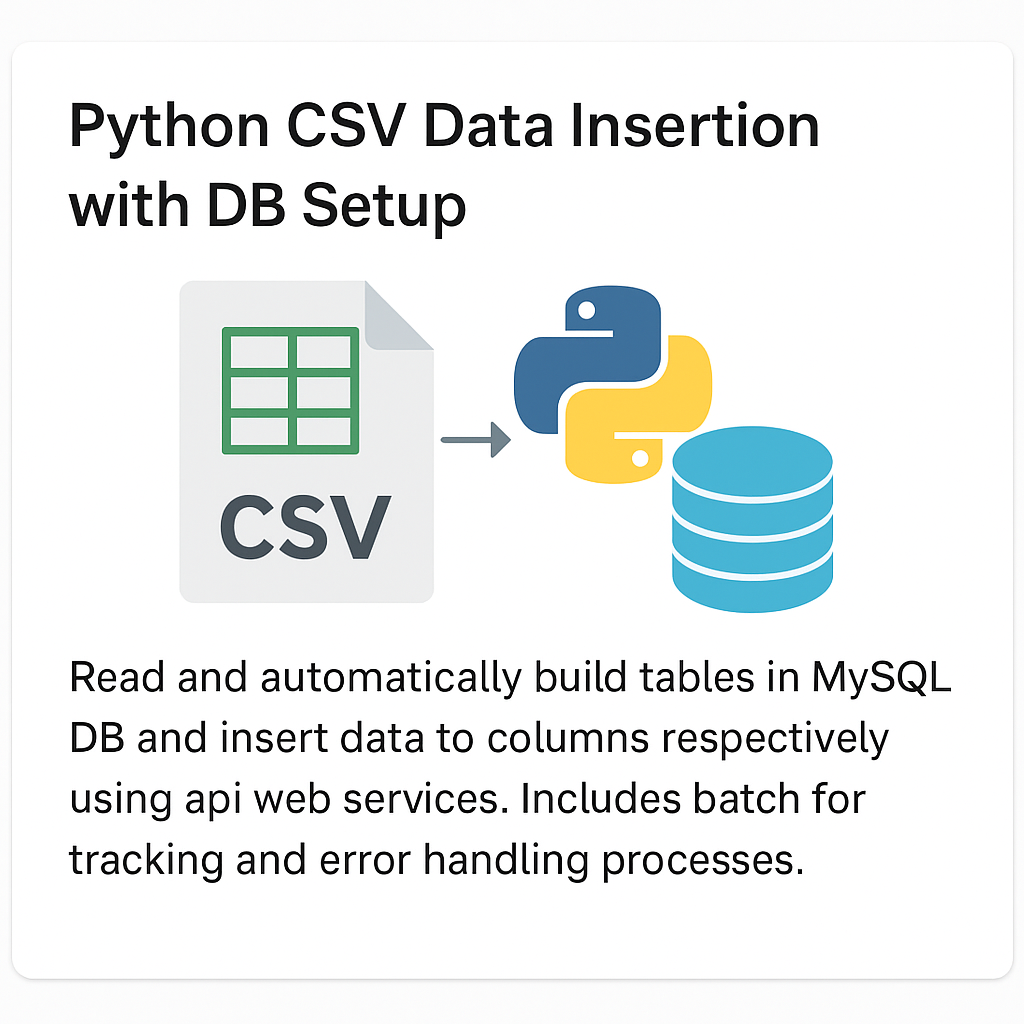 Python CSV Data Insertion
with DB Setup
CSV
Read and automatically build tables in MySQL
DB and insert data to columns respectively
using api web services. Includes batch for
tracking and error handling processes.